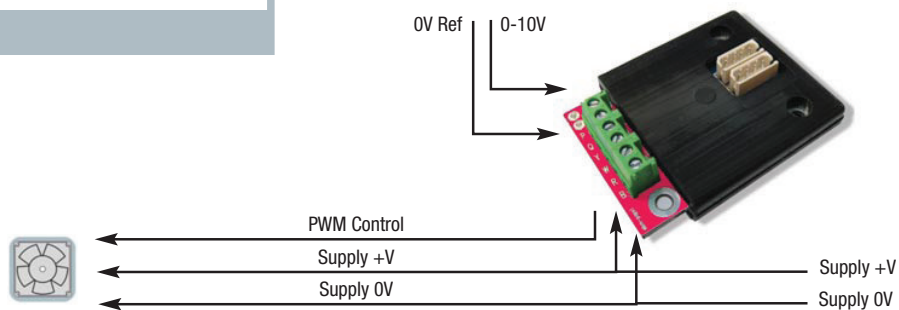 0V Ref
0-10V
PWM Control
Supply +V
Supply 0V
Supply +V
Supply 0V